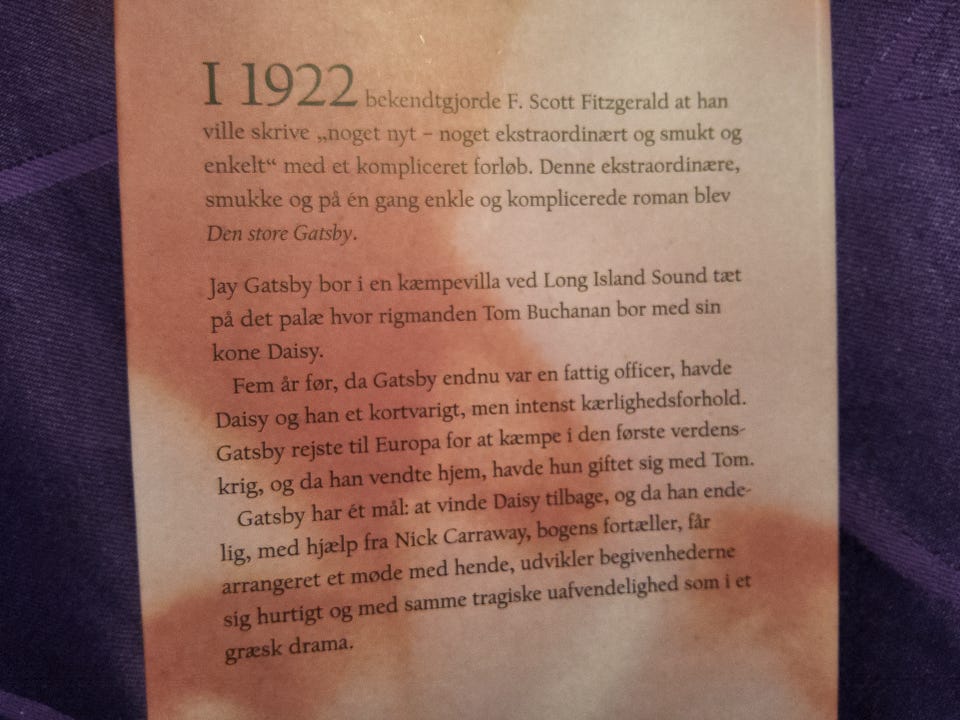 I 1922 bekendtgjorde F. Scott Fitzgerald at han
ville skrive „noget nyt – noget ekstraordinært og smukt og
enkelt“ med et kompliceret forløb. Denne ekstraordinære,
smukke og på én gang enkle og komplicerede roman blev
Den store Gatsby.
Jay Gatsby bor i en kæmpevilla ved Long Island Sound tæt
på det palæ hvor rigmanden Tom Buchanan bor med sin
kone Daisy.
Fem år før, da Gatsby endnu var en fattig officer, havde
Daisy og han et kortvarigt, men intenst kærlighedsforhold.
Gatsby rejste til Europa for at kæmpe i den første verdens-
krig, og da han vendte hjem, havde hun giftet sig med Tom.
Gatsby har ét mål: at vinde Daisy tilbage, og da han ende-
lig, med hjælp fra Nick Carraway, bogens fortæller, får
arrangeret et møde med hende, udvikler begivenhederne
sig hurtigt og med samme tragiske uafvendelighed som i et
græsk drama.